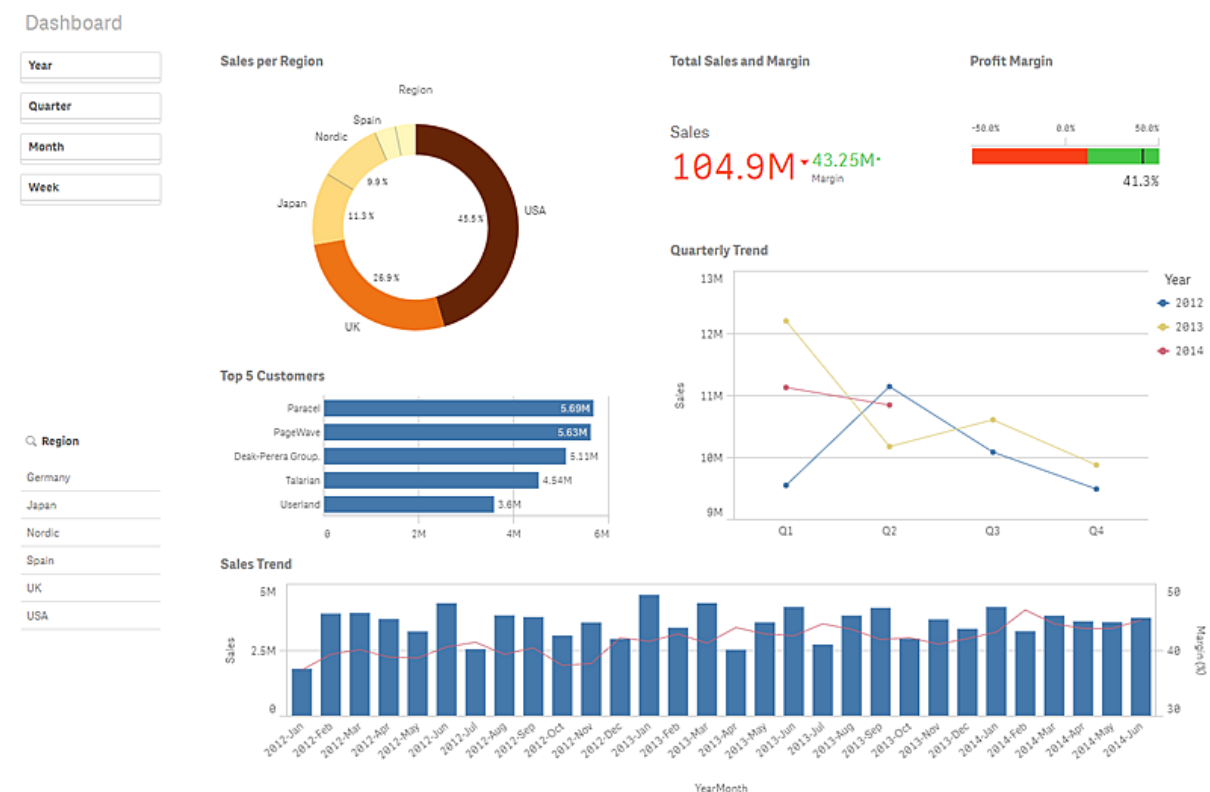 Dashboard
Year
Quarter
Month
Week
Region
Germany
Japan
Nordic
Spain
UK
USA
Sales per Region
Region
Spain
Nordic
Japan
UK
USA
9.9%
11.3%
26.9%
45.5%
Total Sales and Margin
Sales
104.9M
43.25M
Margin
Profit Margin
-50.0% 0.0% 50.0%
41.3%
Top 5 Customers
Paracel 5.69M
PageWave 5.63M
Deak-Perera Group. 5.11M
Talarian 4.54M
Userland 3.6M
0 2M 4M 6M
Quarterly Trend
13M
12M
11M
10M
9M
Sales
Q1 Q2 Q3 Q4
Year
2012
2013
2014
Sales Trend
5M
2.5M
0
Sales
50
40
30
Margin (%)
2012-Jan 2012-Feb 2012-Mar 2012-Apr 2012-May 2012-Jun 2012-Jul 2012-Aug 2012-Sep 2012-Oct 2012-Nov 2012-Dec 2013-Jan 2013-Feb 2013-Mar 2013-Apr 2013-May 2013-Jun 2013-Jul 2013-Aug 2013-Sep 2013-Oct 2013-Nov 2013-Dec 2014-Jan 2014-Feb 2014-Mar 2014-Apr 2014-May 2014-Jun
YearMonth